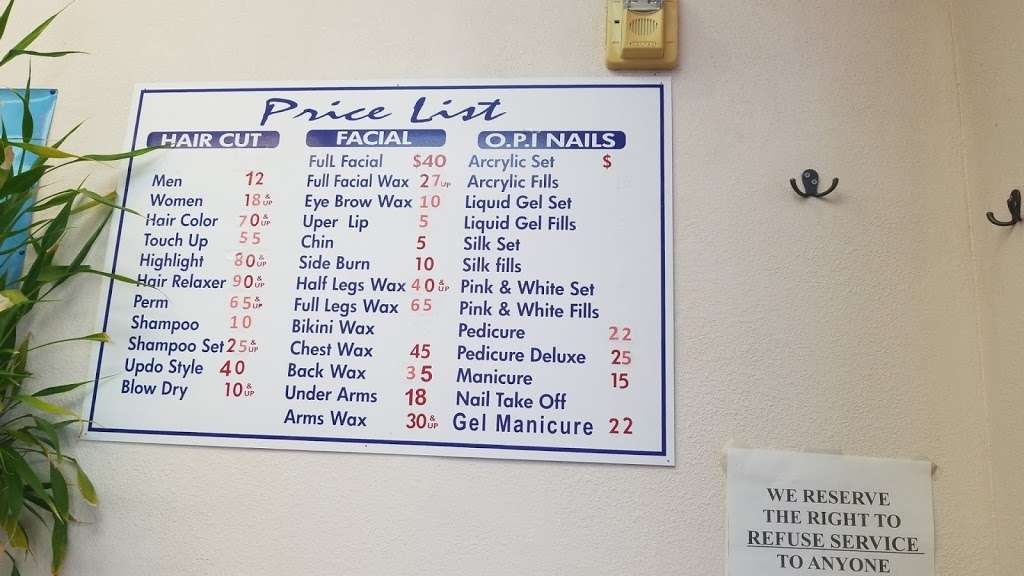 Price List
HAIR CUT
Men 12
Women 18 & UP
Hair Color 70 & UP
Touch Up 55
Highlight 80 & UP
Hair Relaxer 90 & UP
Perm 65 & UP
Shampoo 10
Shampoo Set 25 & UP
Updo Style 40
Blow Dry 10 & UP
FACIAL
FulL Facial $40
Full Facial Wax 27 UP
Eye Brow Wax 10
Uper Lip 5
Chin 5
Side Burn 10
Half Legs Wax 40 & UP
Full Legs Wax 65
Bikini Wax
Chest Wax 45
Back Wax 35
Under Arms 18
Arms Wax 30 & UP
O.P.I NAILS
Arcrylic Set $
Arcrylic Fills
Liquid Gel Set
Liquid Gel Fills
Silk Set
Silk fills
Pink & White Set
Pink & White Fills
Pedicure 22
Pedicure Deluxe 25
Manicure 15
Nail Take Off
Gel Manicure 22
WE RESERVE
THE RIGHT TO
REFUSE SERVICE
TO ANYONE